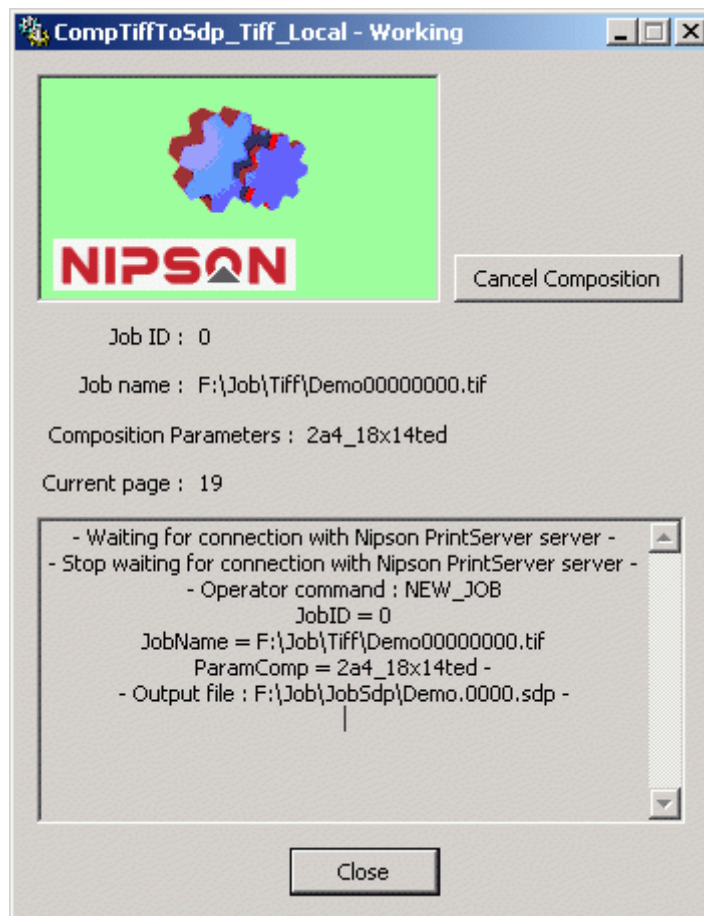 CompTiffToSdp_Tiff_Local - Working
NIPSON
Cancel Composition
Job ID : 0
Job name : F:\Job\Tiff\Demo00000000.tif
Composition Parameters : 2a4_18x14ted
Current page : 19
- Waiting for connection with Nipson PrintServer server -
- Stop waiting for connection with Nipson PrintServer server -
- Operator command : NEW_JOB
JobID = 0
JobName = F:\Job\Tiff\Demo00000000.tif
ParamComp = 2a4_18x14ted -
- Output file : F:\Job\JobSdp\Demo.0000.sdp -
Close